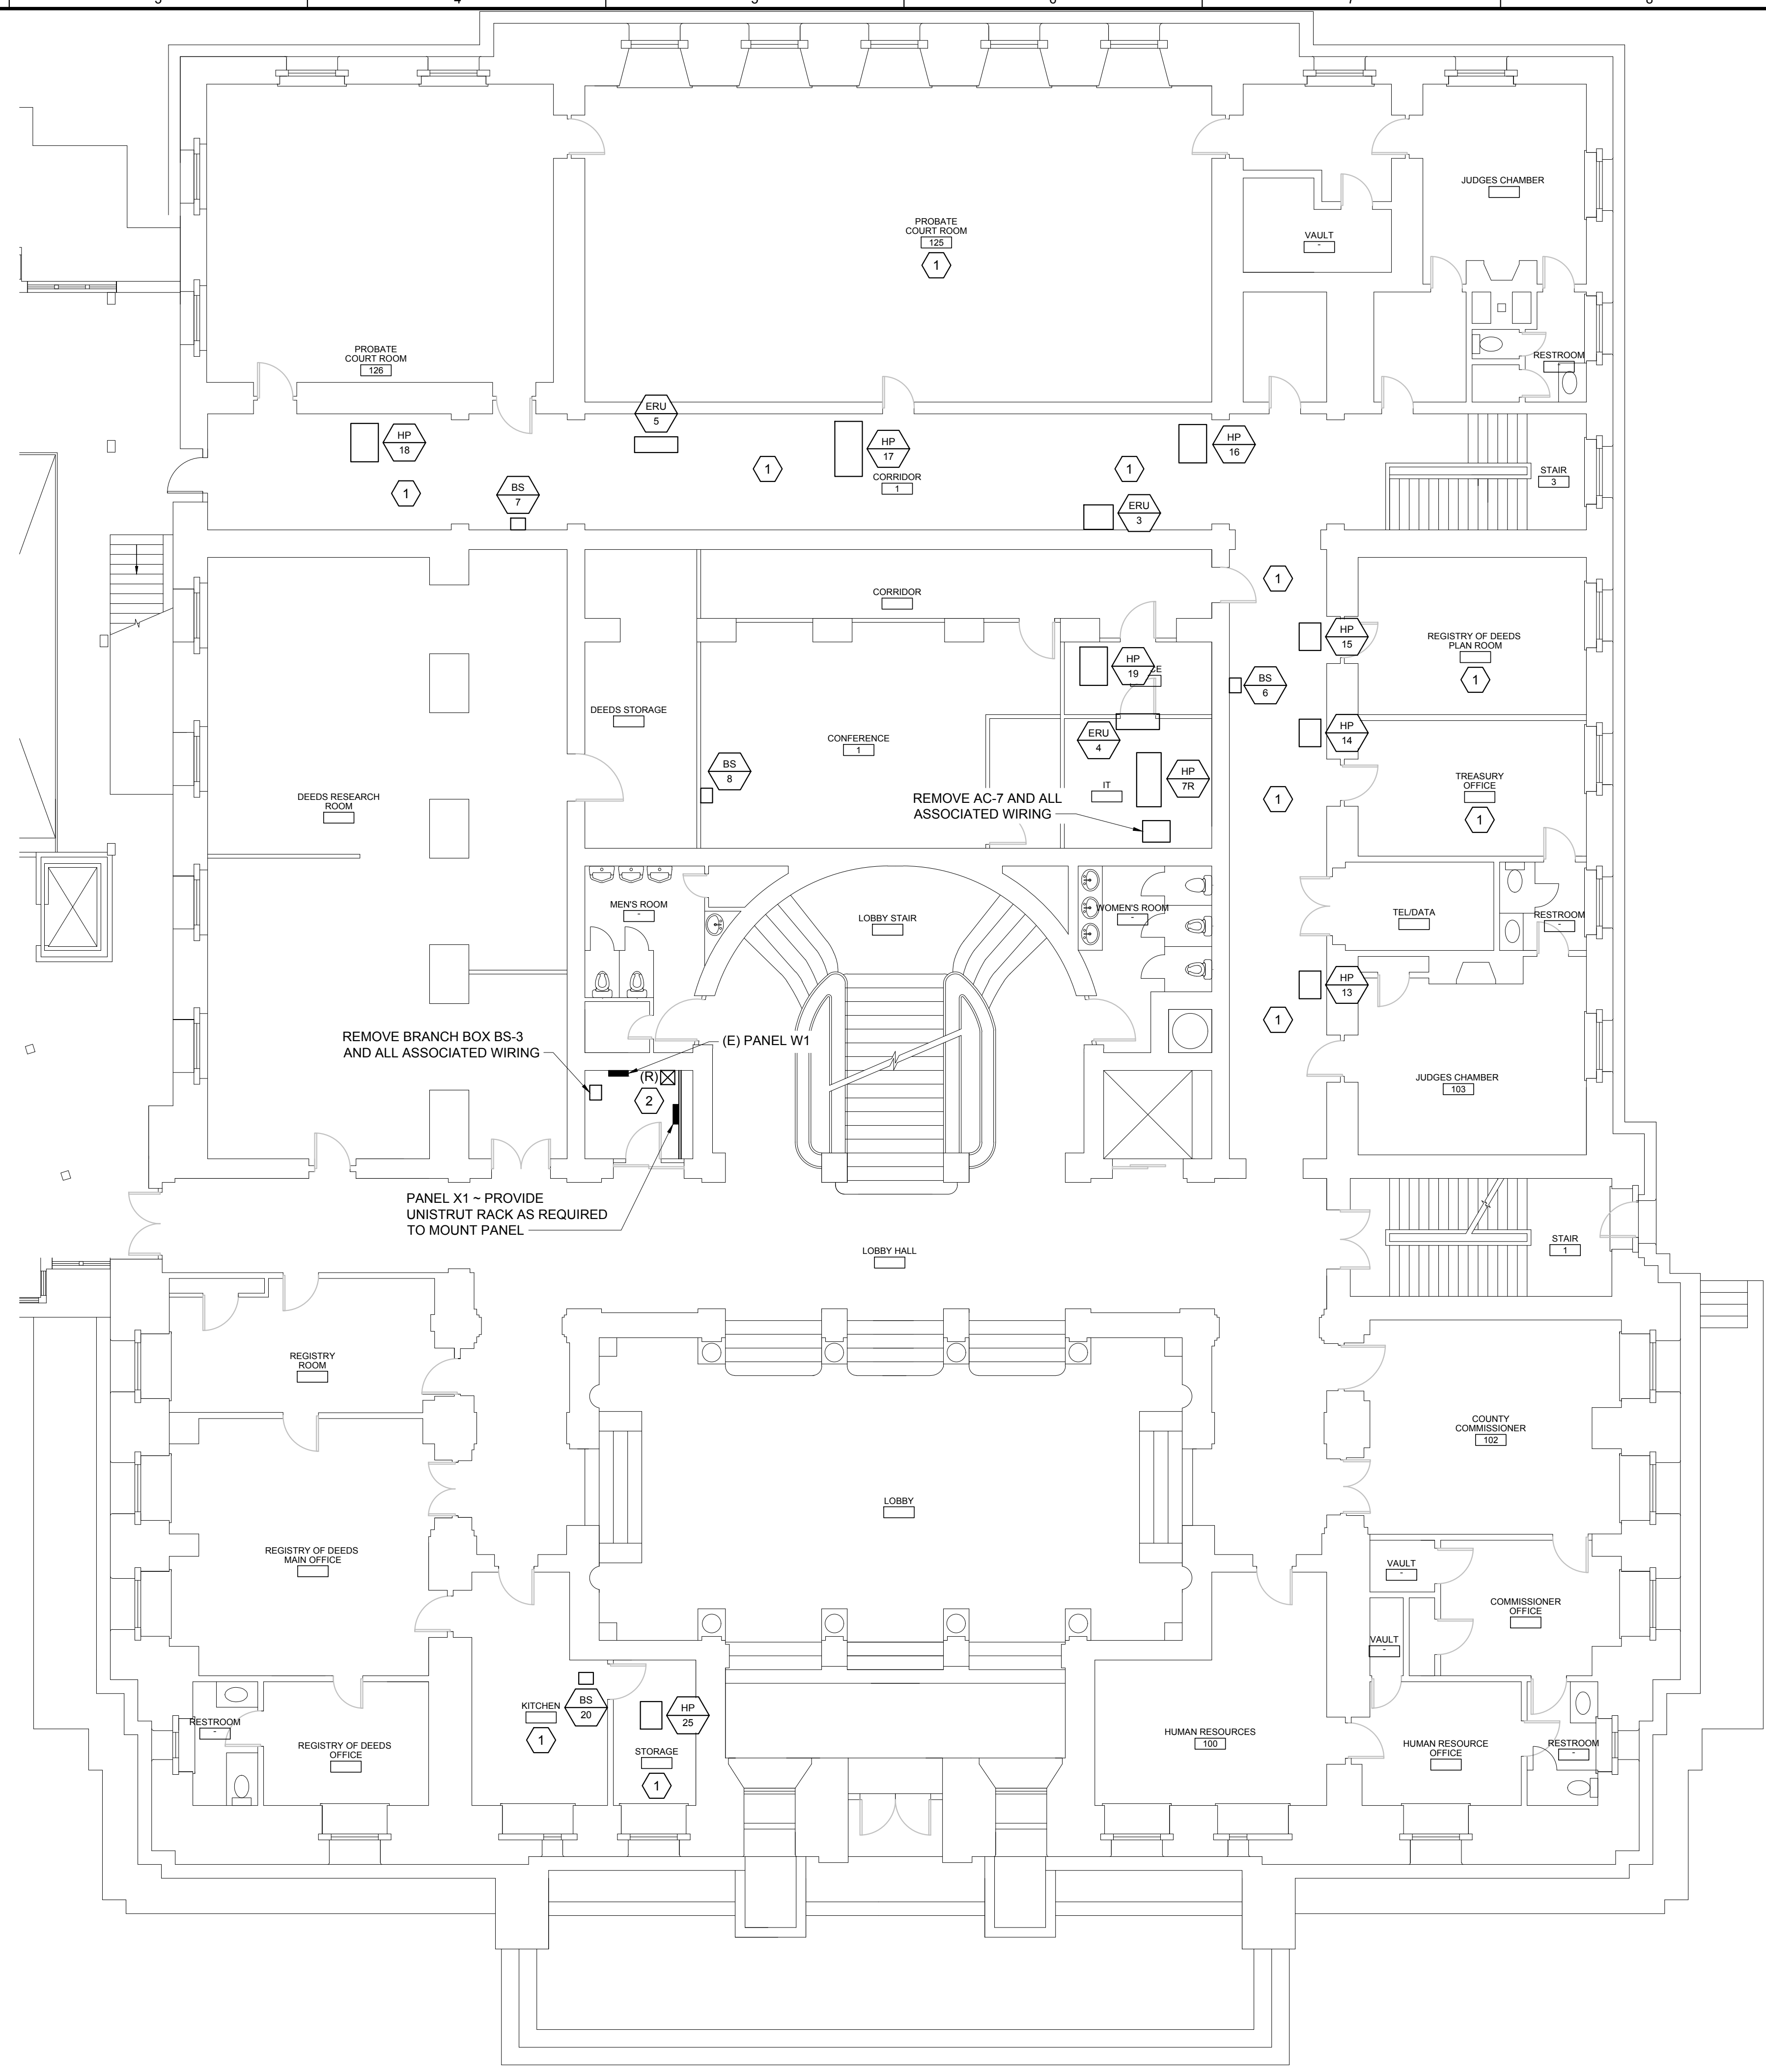 JUDGES CHAMBER
PROBATE
COURT ROOM
125
1
VAULT
-
PROBATE
COURT ROOM
126
RESTROOM
ERU
5
HP
18
HP
17
HP
16
1
1
1
CORRIDOR
1
STAIR
3
BS
7
ERU
3
1
CORRIDOR
HP
15
REGISTRY OF DEEDS
PLAN ROOM
1
HP
19
BS
6
DEEDS STORAGE
CONFERENCE
1
ERU
4
HP
14
BS
8
HP
7R
IT
TREASURY
OFFICE
1
1
DEEDS RESEARCH
ROOM
REMOVE AC-7 AND ALL
ASSOCIATED WIRING
MEN'S ROOM
-
LOBBY STAIR
WOMEN'S ROOM
-
TEL/DATA
RESTROOM
-
HP
13
1
REMOVE BRANCH BOX BS-3
AND ALL ASSOCIATED WIRING
(E) PANEL W1
(R)
2
JUDGES CHAMBER
103
PANEL X1 ~ PROVIDE
UNISTRUT RACK AS REQUIRED
TO MOUNT PANEL
LOBBY HALL
STAIR
1
REGISTRY
ROOM
COUNTY
COMMISSIONER
102
LOBBY
REGISTRY OF DEEDS
MAIN OFFICE
VAULT
-
COMMISSIONER
OFFICE
VAULT
-
KITCHEN
1
BS
20
HP
25
RESTROOM
-
REGISTRY OF DEEDS
OFFICE
STORAGE
1
HUMAN RESOURCES
100
HUMAN RESOURCE
OFFICE
RESTROOM
-